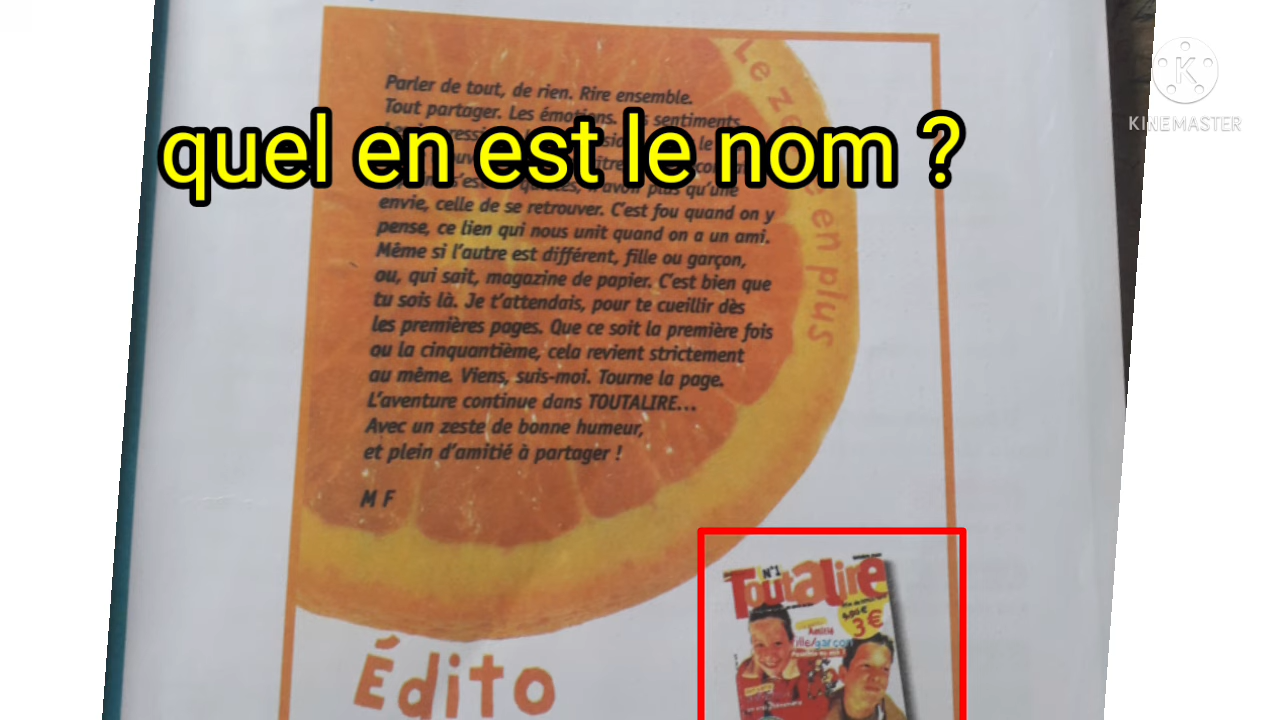 Parler de tout, de rien. Rire ensemble.
Tout partager. Les émotions. sentiments
quel en est le nom ?
plus qu'une
envie, celle de se retrouver. C'est fou quand on y
pense, ce lien qui nous unit quand on a un ami.
Même si l'autre est différent, fille ou garçon,
ou, qui sait, magazine de papier. C'est bien que
tu sois là. Je t'attendais, pour te cueillir dès
les premières pages. Que ce soit la première fois
ou la cinquantième, cela revient strictement
au même. Viens, suis-moi. Tourne la page.
L'aventure continue dans TOUTALIRE...
Avec un zeste de bonne humeur,
et plein d'amitié à partager !
M F
Le en plus
Édito
N°1
Toutalire
3€
KINEMASTER